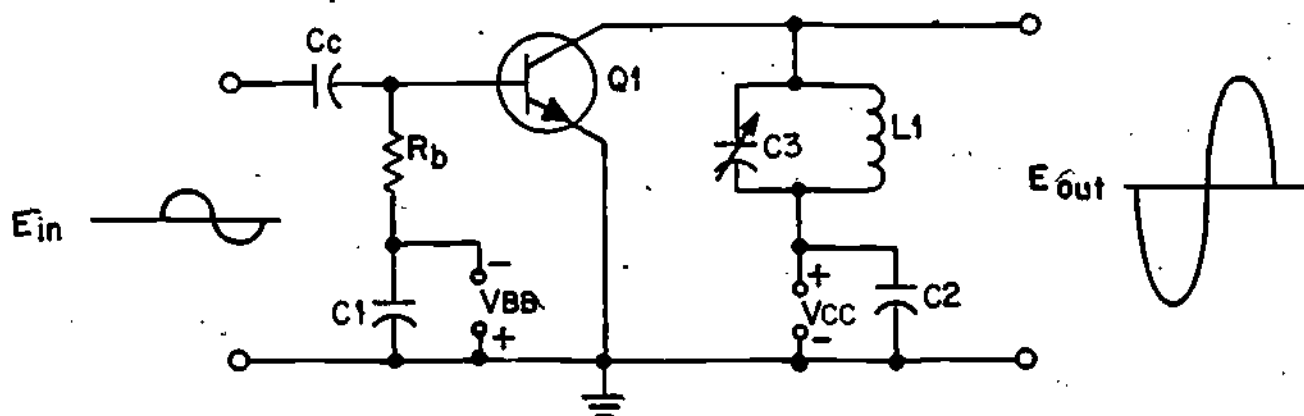 Cc
Q1
Rb
C3
L1
Ein
Eout
-
+
C1
VBB
VCC
C2
+
-